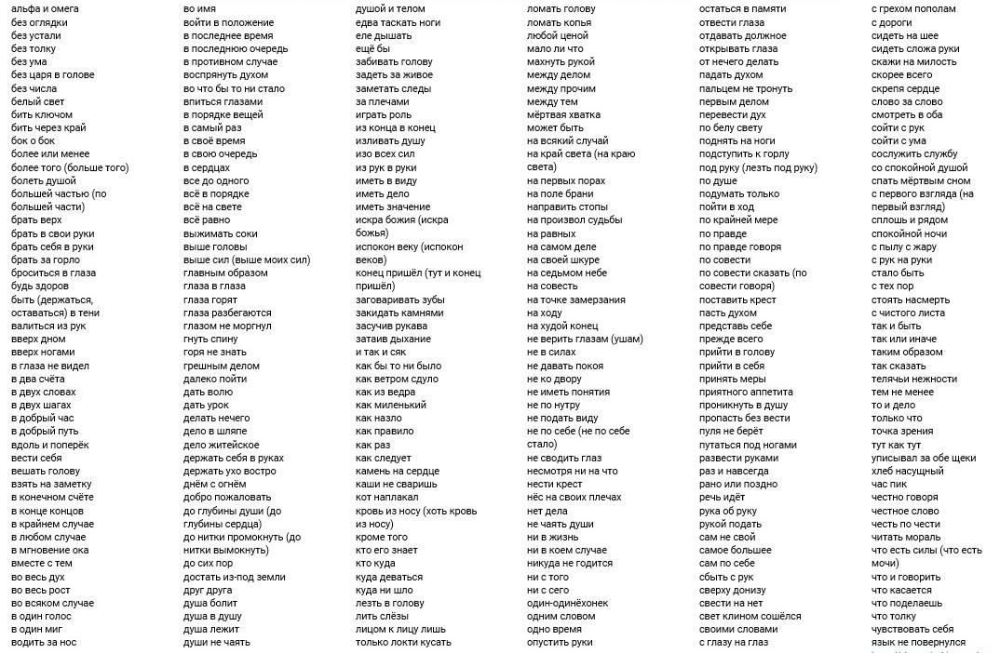 альфа и омега
без оглядки
без устали
без толку
без ума
без царя в голове
без числа
белый свет
бить ключом
бить через край
бок о бок
более или менее
более того (больше того)
болеть душой
большей частью (по
большей части)
брать верх
брать в свои руки
брать себя в руки
брать за горло
броситься в глаза
будь здоров
быть (держаться,
оставаться) в тени
валиться из рук
вверх дном
вверх ногами
в глаза не видел
в два счёта
в двух словах
в двух шагах
в добрый час
в добрый путь
вдоль и поперёк
вести себя
вешать голову
взять на заметку
в конечном счёте
в конце концов
в крайнем случае
в любом случае
в мгновение ока
вместе с тем
во весь дух
во весь рост
во всяком случае
в один голос
в один миг
водить за нос
во имя
войти в положение
в последнее время
в последнюю очередь
в противном случае
воспрянуть духом
во что бы то ни стало
впиться глазами
в порядке вещей
в самый раз
в своё время
в свою очередь
в сердцах
все до одного
всё в порядке
всё на свете
всё равно
выжимать соки
выше головы
выше сил (выше моих сил)
главным образом
глаза в глаза
глаза горят
глаза разбегаются
глазом не моргнул
гнуть спину
горя не знать
грешным делом
далеко пойти
дать волю
дать урок
делать нечего
дело в шляпе
дело житейское
держать себя в руках
держать ухо востро
днём с огнём
добро пожаловать
до глубины души (до
глубины сердца)
до нитки промокнуть (до
нитки вымокнуть)
до сих пор
достать из-под земли
друг друга
душа болит
душа в душу
душа лежит
души не чаять
душой и телом
едва таскать ноги
еле дышать
ещё бы
забивать голову
задеть за живое
заметать следы
за плечами
играть роль
из конца в конец
изливать душу
изо всех сил
из рук в руки
иметь в виду
иметь дело
иметь значение
искра божия (искра
божья)
испокон веку (испокон
веков)
конец пришёл (тут и конец
пришёл)
заговаривать зубы
закидать камнями
засучив рукава
затаив дыхание
и так и сяк
как бы то ни было
как ветром сдуло
как из ведра
как миленький
как назло
как правило
как раз
как следует
камень на сердце
каши не сваришь
кот наплакал
кровь из носу (хоть кровь
из носу)
кроме того
кто его знает
кто куда
куда деваться
куда ни шло
лезть в голову
лить слёзы
лицом к лицу лишь
только локти кусать
ломать голову
ломать копья
любой ценой
мало ли что
махнуть рукой
между делом
между прочим
между тем
мёртвая хватка
может быть
на всякий случай
на край света (на краю
света)
на первых порах
на поле брани
направить стопы
на произвол судьбы
на равных
на самом деле
на своей шкуре
на седьмом небе
на совесть
на точке замерзания
на ходу
на худой конец
не верить глазам (ушам)
не в силах
не давать покоя
не ко двору
не иметь понятия
не по нутру
не подать виду
не по себе (не по себе
стало)
не сводить глаз
несмотря ни на что
нести крест
нёс на своих плечах
нет дела
не чаять души
ни в жизнь
ни в коем случае
никуда не годится
ни с того
ни с сего
один-одинёхонек
одним словом
одно время
опустить руки
остаться в памяти
отвести глаза
отдавать должное
открывать глаза
от нечего делать
падать духом
пальцем не тронуть
первым делом
перевести дух
по белу свету
поднять на ноги
подступить к горлу
под руку (лезть под руку)
по душе
подумать только
пойти в ход
по крайней мере
по правде
по правде говоря
по совести
по совести сказать (по
совести говоря)
поставить крест
пасть духом
представь себе
прежде всего
прийти в голову
прийти в себя
принять меры
приятного аппетита
проникнуть в душу
пропасть без вести
пуля не берёт
путаться под ногами
развести руками
раз и навсегда
рано или поздно
речь идёт
рука об руку
рукой подать
сам не свой
самое большее
сам по себе
сбыть с рук
сверху донизу
свести на нет
свет клином сошёлся
своими словами
с глазу на глаз
с грехом пополам
с дороги
сидеть на шее
сидеть сложа руки
скажи на милость
скорее всего
скрепя сердце
слово за слово
смотреть в оба
сойти с рук
сойти с ума
сослужить службу
со спокойной душой
спать мёртвым сном
с первого взгляда (на
первый взгляд)
сплошь и рядом
спокойной ночи
с пылу с жару
с рук на руки
стало быть
с тех пор
стоять насмерть
с чистого листа
так и быть
так или иначе
таким образом
так сказать
телячьи нежности
тем не менее
то и дело
только что
точка зрения
тут как тут
уписывал за обе щеки
хлеб насущный
час пик
честно говоря
честное слово
честь по чести
читать мораль
что есть силы (что есть
мочи)
что и говорить
что касается
что поделаешь
что толку
чувствовать себя
язык не повернулся